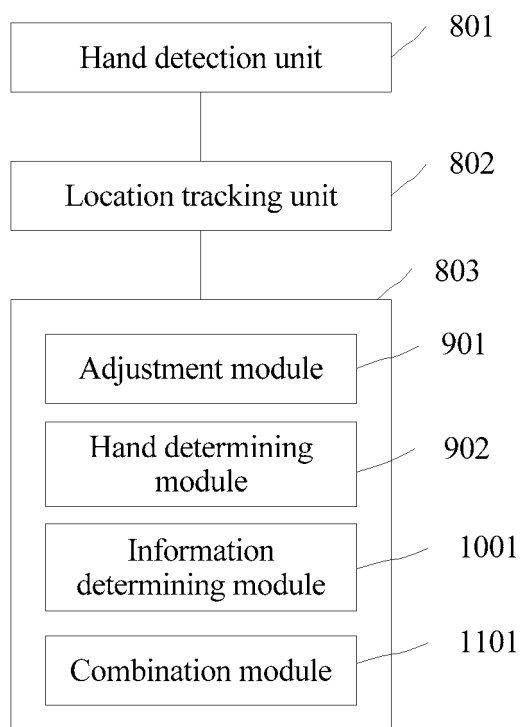 801
Hand detection unit
802
Location tracking unit
803
901
Adjustment module
902
Hand determining
module
1001
Information
determining module
1101
Combination module